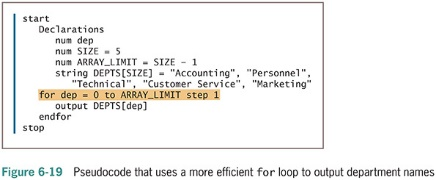 start
Declarations
num dep
num SIZE = 5
num ARRAY_LIMIT = SIZE - 1
string DEPTS[SIZE] = "Accounting", "Personnel",
"Technical", "Customer Service", "Marketing"
for dep = 0 to ARRAY_LIMIT step 1
output DEPTS[dep]
endfor
stop
Figure 6-19 Pseudocode that uses a more efficient for loop to output department names